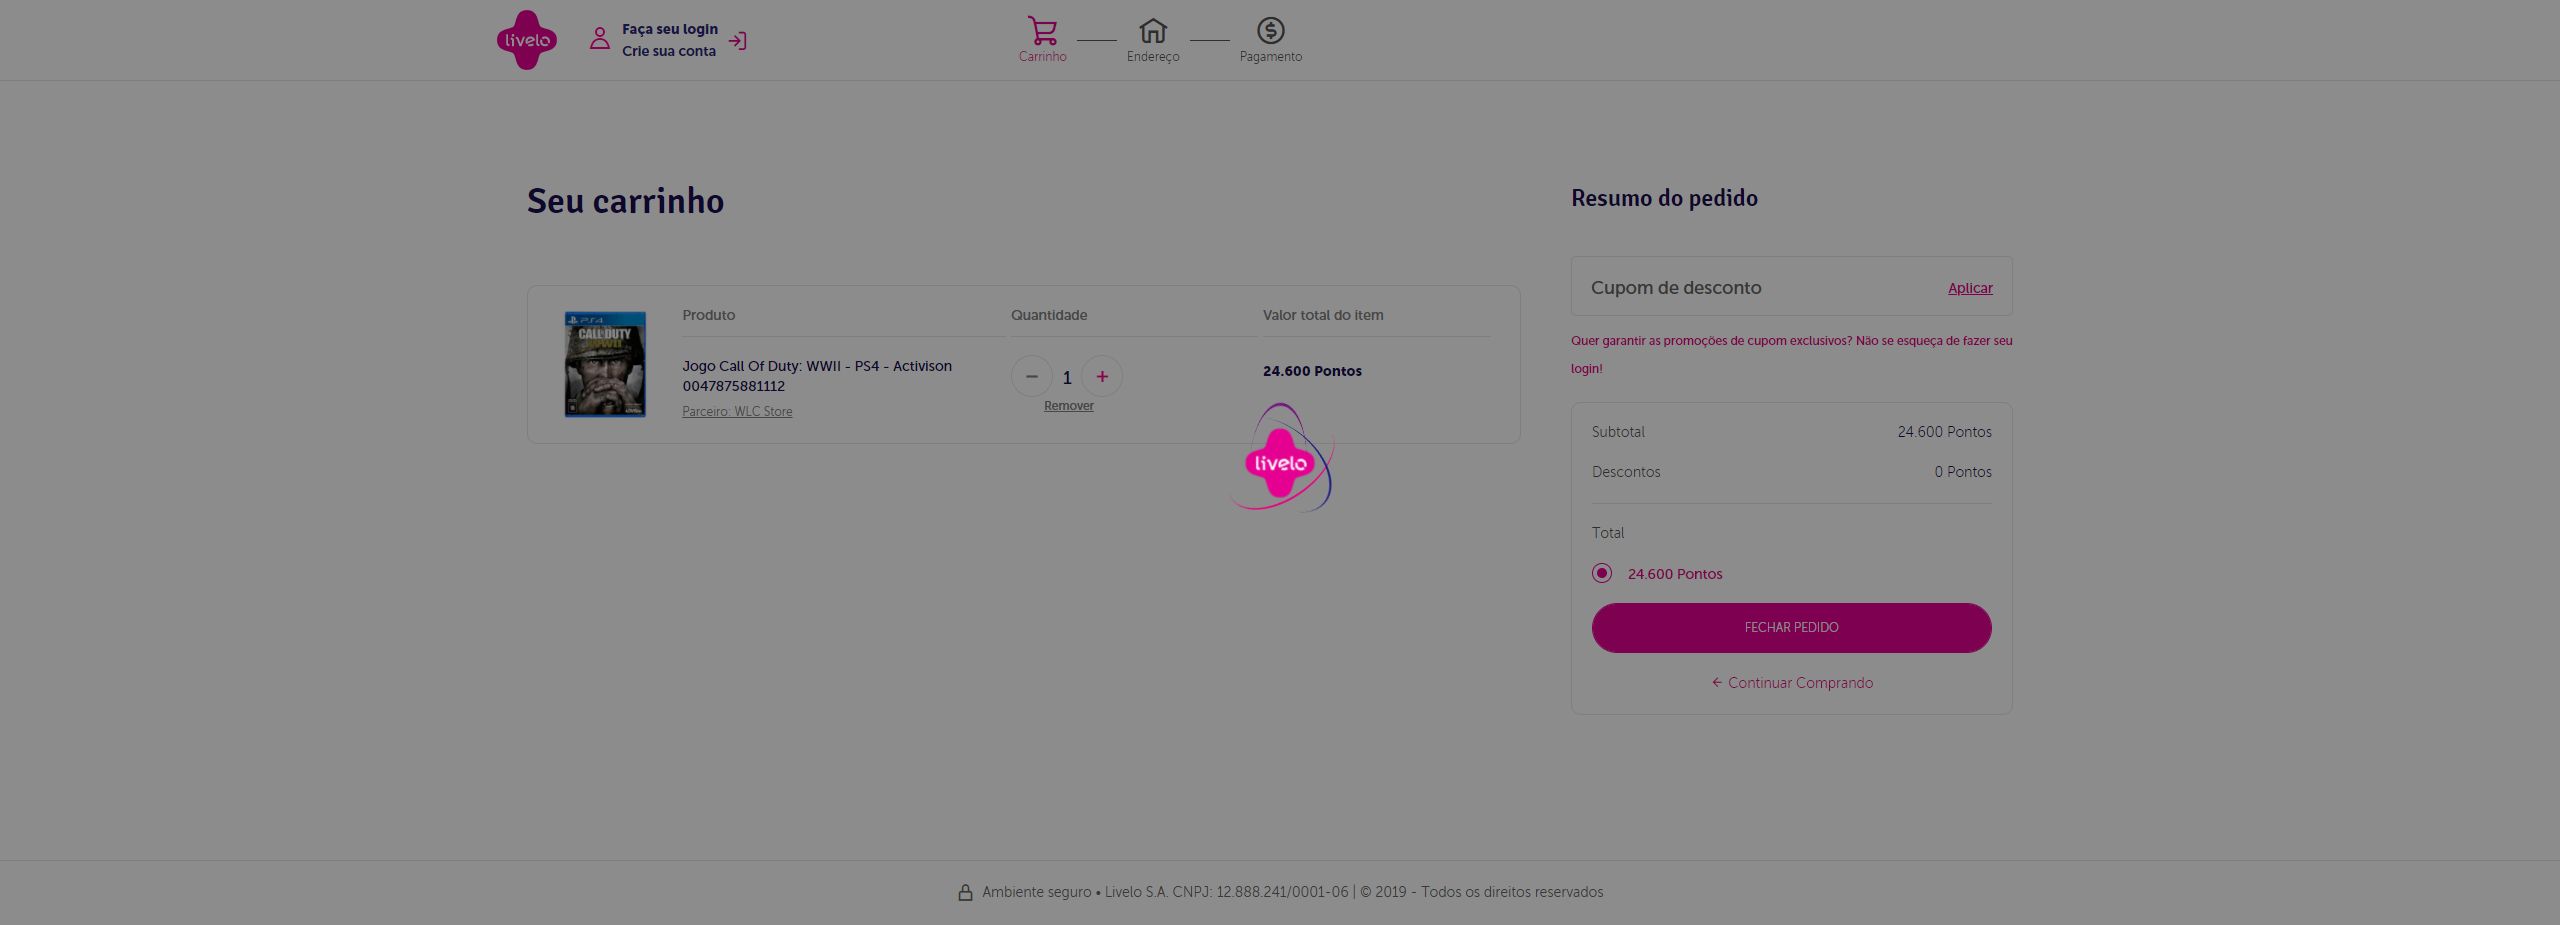 livelo
Faça seu login
Crie sua conta
Carrinho
Endereço
Pagamento
Seu carrinho
Resumo do pedido
Cupom de desconto
Aplicar
Quer garantir as promoções de cupom exclusivos? Não se esqueça de fazer seu
login!
Produto
Quantidade
Valor total do item
PS4
CALL OF DUTY
WWII
Jogo Call Of Duty: WWII - PS4 - Activison
0047875881112
Parceiro: WLC Store
1
Remover
24.600 Pontos
livelo
Subtotal
24.600 Pontos
Descontos
0 Pontos
Total
24.600 Pontos
FECHAR PEDIDO
Continuar Comprando
Ambiente seguro • Livelo S.A. CNPJ: 12.888.241/0001-06 | © 2019 - Todos os direitos reservados